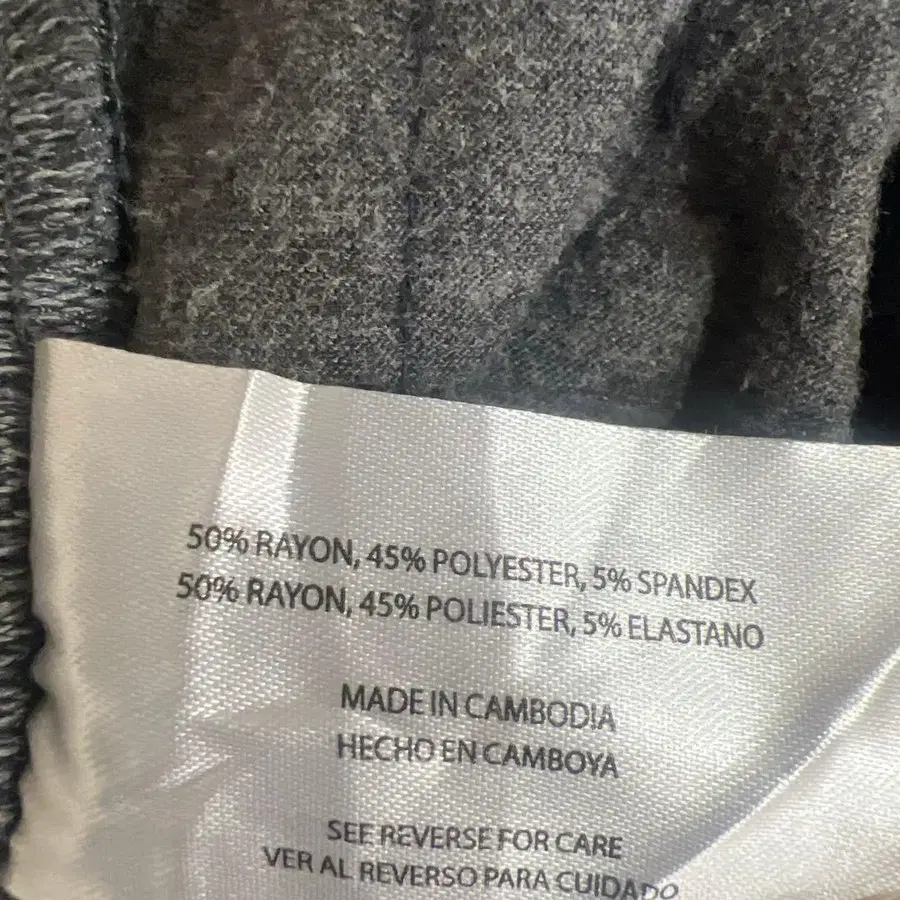 50% RAYON, 45% POLYESTER, 5% SPANDEX
50% RAYON, 45% POLIESTER, 5% ELASTANO
MADE IN CAMBODIA
HECHO EN CAMBOYA
SEE REVERSE FOR CARE
VER AL REVERSO PARA CUIDADO